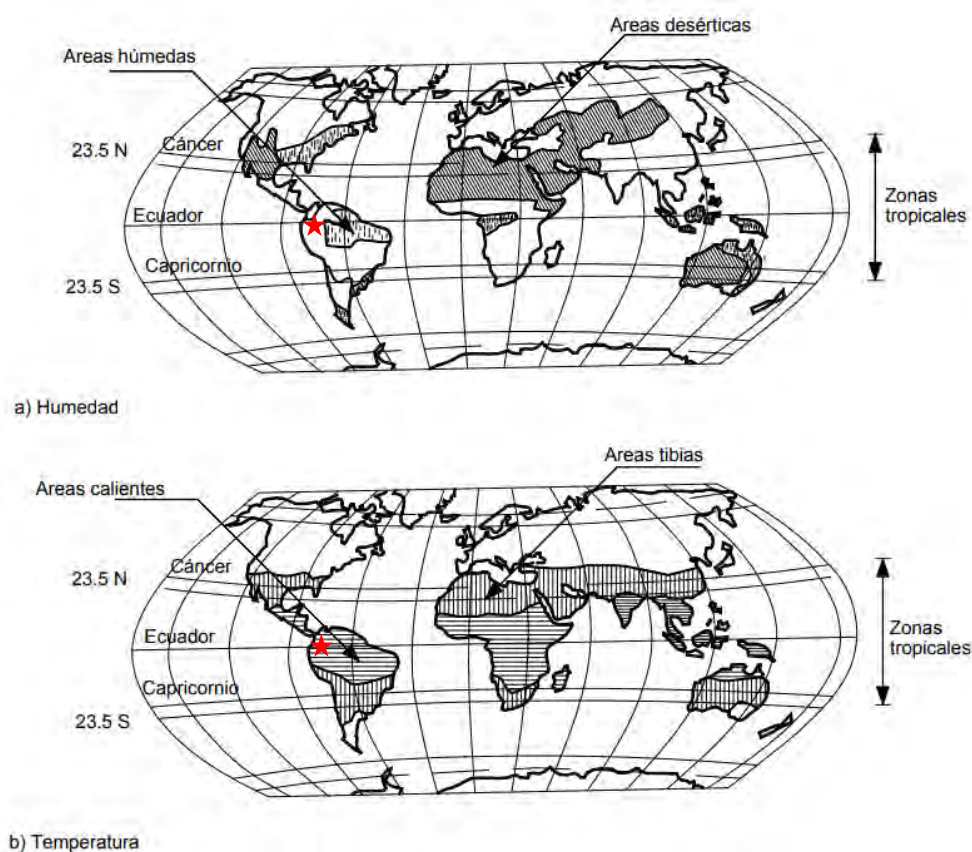 Areas desérticas
Areas húmedas
Cáncer
23.5 N
Zonas
tropicales
Ecuador
Capricornio
23.5 S
a) Humedad
Areas tibias
Areas calientes
Cáncer
23.5 N
Zonas
tropicales
Ecuador
Capricornio
23.5 S
b) Temperatura